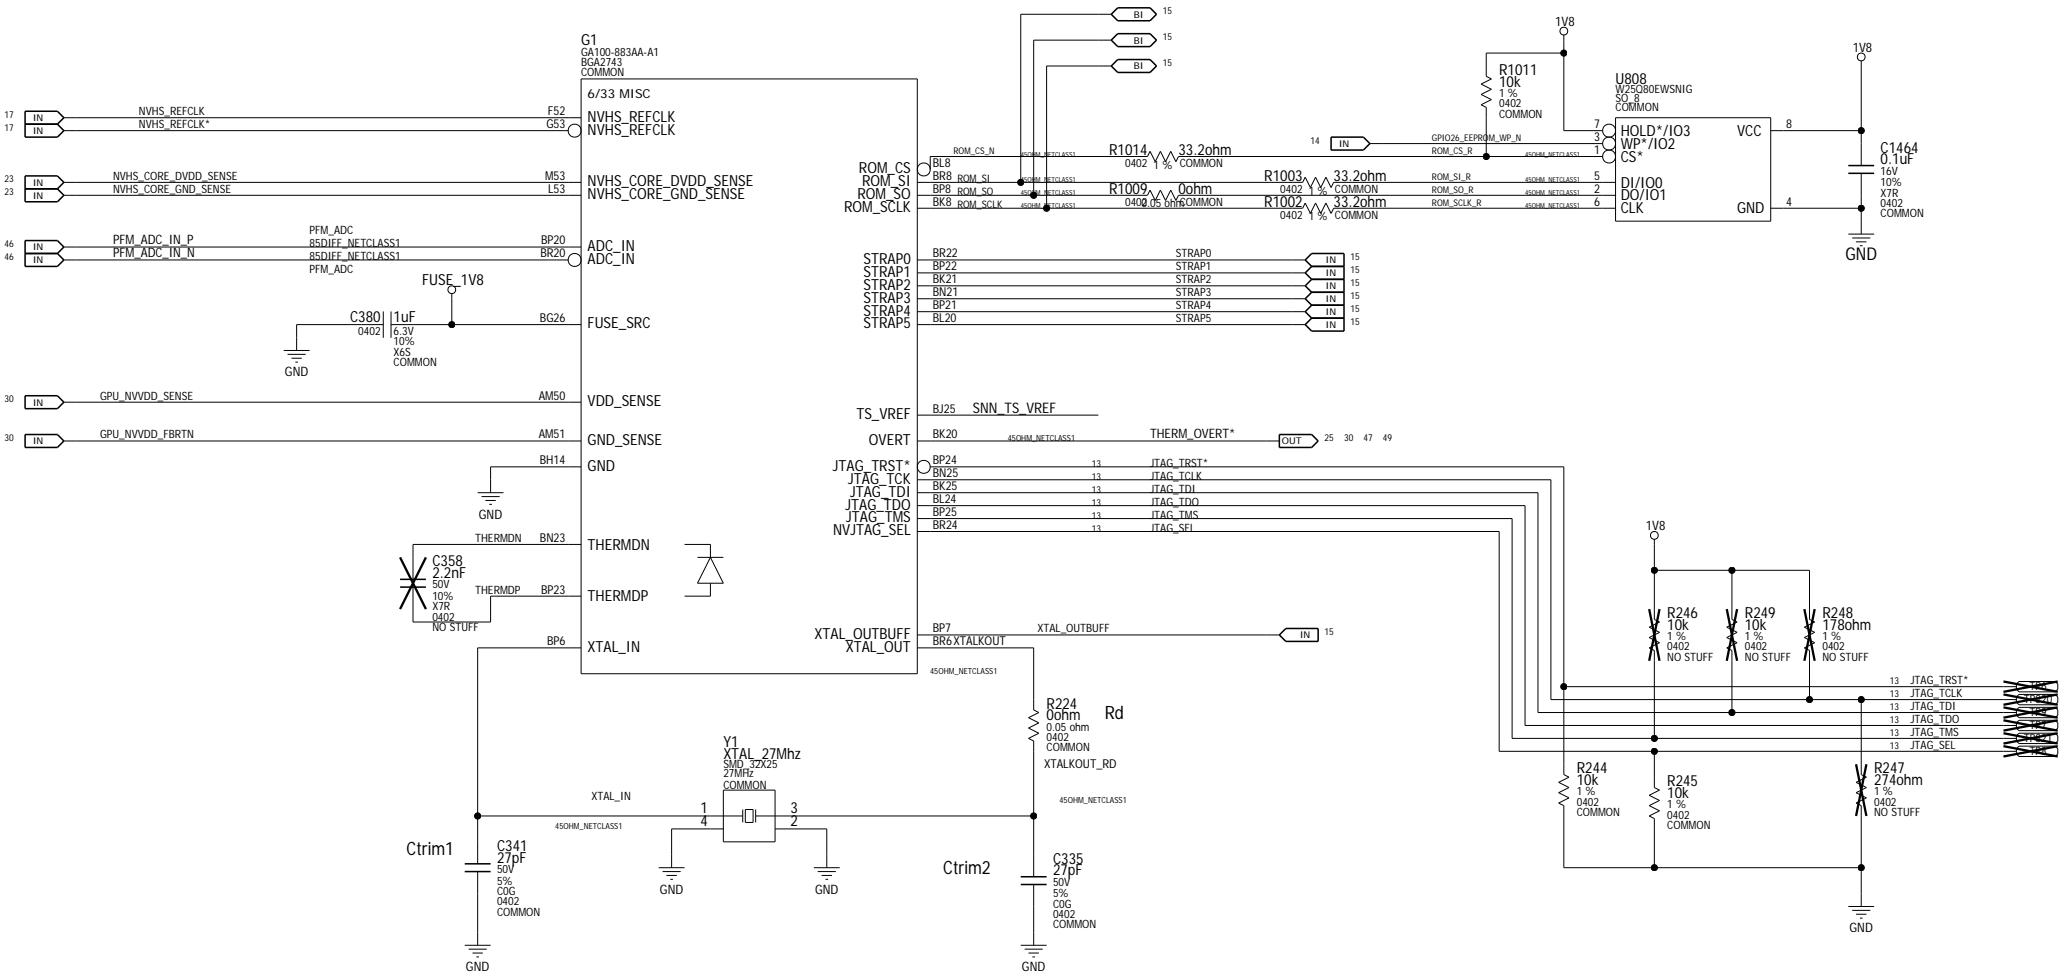 G1
GA100-883AA-A1
BGA2743
COMMON
6/33 MISC
17 IN NVHS_REFCLK F52 NVHS_REFCLK
17 IN NVHS_REFCLK* G53 NVHS_REFCLK
23 IN NVHS_CORE_DVDD_SENSE M53 NVHS_CORE_DVDD_SENSE
23 IN NVHS_CORE_GND_SENSE L53 NVHS_CORE_GND_SENSE
PFM_ADC
46 IN PFM_ADC_IN_P 85DIFF_NETCLASS1 BP20 ADC_IN
46 IN PFM_ADC_IN_N 85DIFF_NETCLASS1 BR20 ADC_IN
PFM_ADC
FUSE_1V8
C380 1uF BG26 FUSE_SRC
0402 6.3V
10%
X6S
COMMON
GND
30 IN GPU_NVVDD_SENSE AM50 VDD_SENSE
30 IN GPU_NVVDD_FBRTN AM51 GND_SENSE
BH14 GND
GND
THERMDN BN23 THERMDN
C358
2.2nF
50V
10%
X7R
0402
NO STUFF
THERMDP BP23 THERMDP
BP6 XTAL_IN
BI 15
BI 15
BI 15
ROM_CS BL8 ROM_CS_N 45OHM_NETCLASS1 R1014 33.2ohm ROM_CS_R 45OHM_NETCLASS1
0402 1 % COMMON
ROM_SI BR8 ROM_SI 45OHM_NETCLASS1 R1003 33.2ohm ROM_SI_R 45OHM_NETCLASS1
0402 1 % COMMON
ROM_SO BP8 ROM_SO 45OHM_NETCLASS1 R1009 0ohm ROM_SO_R 45OHM_NETCLASS1
0402 0.05 ohm COMMON
ROM_SCLK BK8 ROM_SCLK 45OHM_NETCLASS1 R1002 33.2ohm ROM_SCLK_R 45OHM_NETCLASS1
0402 1 % COMMON
14 IN GPIO26_EEPROM_WP_N
1V8
R1011
10k
1 %
0402
COMMON
U808
W25Q80EWSNIG
SO_8
COMMON
7 HOLD*/IO3 VCC 8
3 WP*/IO2
1 CS*
5 DI/IO0
2 DO/IO1
6 CLK GND 4
1V8
C1464
0.1uF
16V
10%
X7R
0402
COMMON
GND
STRAP0 BR22 STRAP0 IN 15
STRAP1 BP22 STRAP1 IN 15
STRAP2 BK21 STRAP2 IN 15
STRAP3 BN21 STRAP3 IN 15
STRAP4 BP21 STRAP4 IN 15
STRAP5 BL20 STRAP5 IN 15
TS_VREF BJ25 SNN_TS_VREF
OVERT BK20 45OHM_NETCLASS1 THERM_OVERT* OUT 25 30 47 49
JTAG_TRST* BP24 13 JTAG_TRST*
JTAG_TCK BN25 13 JTAG_TCLK
JTAG_TDI BK25 13 JTAG_TDI
JTAG_TDO BL24 13 JTAG_TDO
JTAG_TMS BP25 13 JTAG_TMS
NVJTAG_SEL BR24 13 JTAG_SEL
XTAL_OUTBUFF BP7 XTAL_OUTBUFF IN 15
XTAL_OUT BR6 XTALKOUT
45OHM_NETCLASS1
R224
0ohm
0.05 ohm
0402
COMMON
Rd
XTALKOUT_RD
45OHM_NETCLASS1
Y1
XTAL_27Mhz
SMD_32X25
27MHz
COMMON
XTAL_IN
45OHM_NETCLASS1
1 3
4 2
GND
GND
Ctrim1
C341
27pF
50V
5%
C0G
0402
COMMON
GND
Ctrim2
C335
27pF
50V
5%
C0G
0402
COMMON
GND
1V8
R246
10k
1 %
0402
NO STUFF
R249
10k
1 %
0402
NO STUFF
R248
178ohm
1 %
0402
NO STUFF
13 JTAG_TRST*
13 JTAG_TCLK
13 JTAG_TDI
13 JTAG_TDO
13 JTAG_TMS
13 JTAG_SEL
R244
10k
1 %
0402
COMMON
R245
10k
1 %
0402
COMMON
R247
274ohm
1 %
0402
NO STUFF
GND